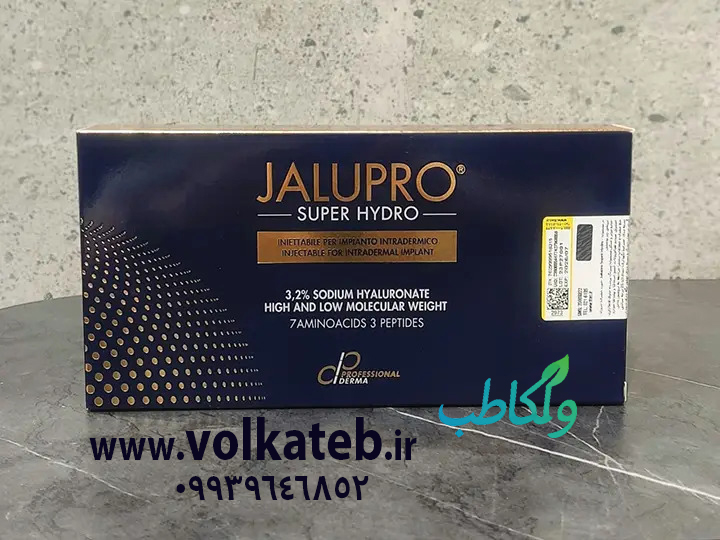 JALUPRO®
SUPER HYDRO
INIETTABILE PER IMPIANTO INTRADERMICO
INJECTABLE FOR INTRADERMAL IMPLANT
3,2% SODIUM HYALURONATE
HIGH AND LOW MOLECULAR WEIGHT
7AMINOACIDS 3 PEPTIDES
PROFESSIONAL
DERMA
ولکاطب
www.volkateb.ir
۰۹۹۳۹۶۴۶۸۵۲